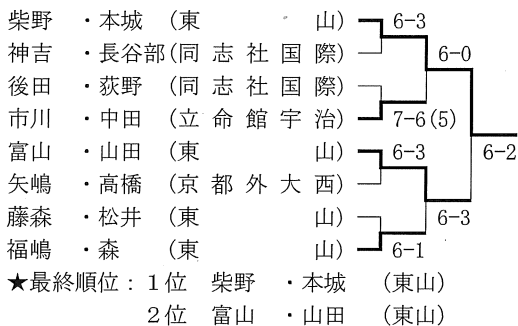 柴野 ・本城 (東 山) 6-3
神吉 ・長谷部(同 志 社 国 際) 6-0
後田 ・荻野 (同 志 社 国 際)
市川 ・中田 (立 命 館 宇 治) 7-6(5)
富山 ・山田 (東 山) 6-3 6-2
矢嶋 ・高橋 (京 都 外 大 西)
藤森 ・松井 (東 山) 6-3
福嶋 ・森 (東 山) 6-1
★最終順位：１位 柴野 ・本城 (東山)
２位 富山 ・山田 (東山)